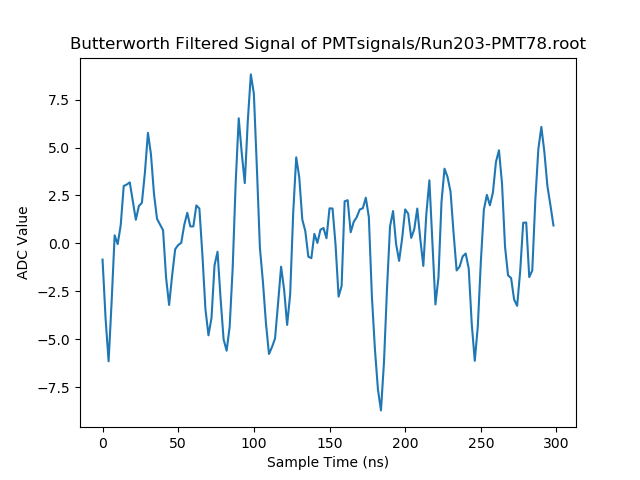 Butterworth Filtered Signal of PMTsignals/Run203-PMT78.root
7.5
5.0
2.5
0.0
−2.5
−5.0
−7.5
ADC Value
0 50 100 150 200 250 300
Sample Time (ns)